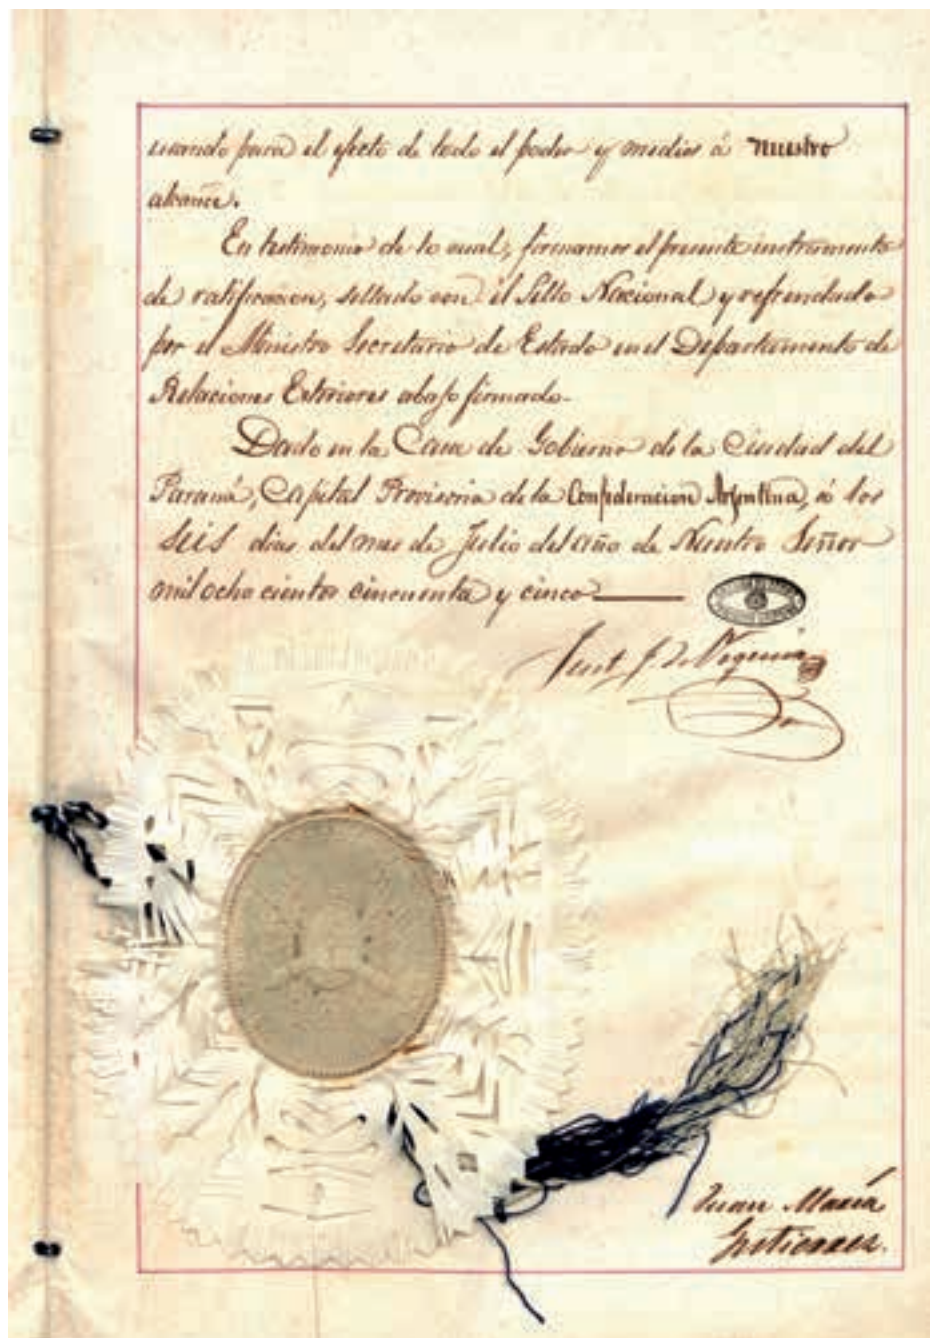 usando para el efecto de todo el poder y medios á nuestro
alcance.
En testimonio de lo cual, firmamos el presente instrumento
de ratificacion, sellado con el Sello Nacional y refrendado
por el Ministro Secretario de Estado en el Departamento de
Relaciones Exteriores abajo firmado.
Dado en la Casa de Gobierno de la Ciudad del
Paraná, Capital Provisoria de la Confederacion Argentina, á los
seis dias del mes de Julio del año de Nuestro Señor
mil ocho cientos cincuenta y cinco
Juan María
Gutierrez.